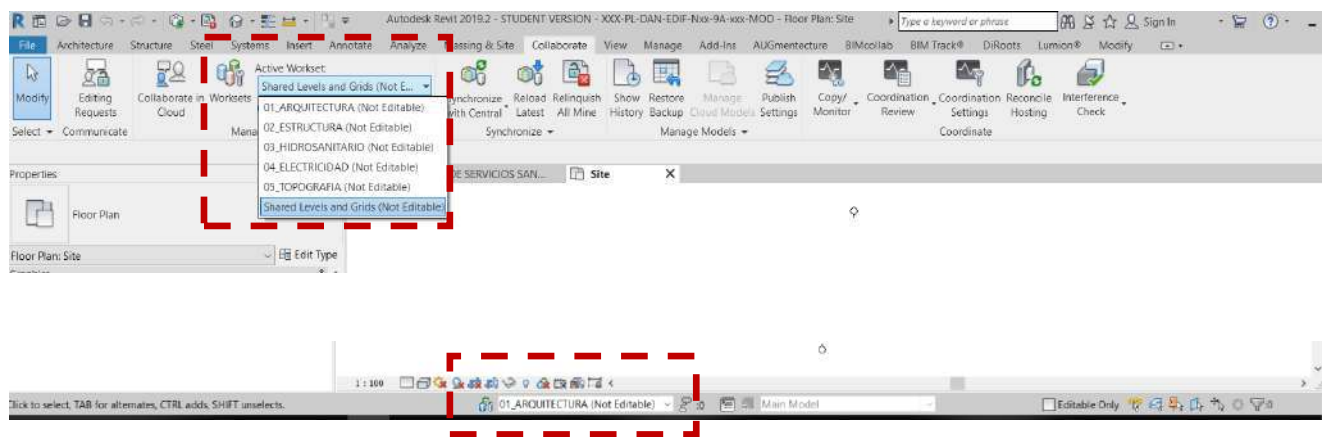 Autodesk Revit 2019.2 - STUDENT VERSION - XXX-PL-DAN-EDIF-Nxx-9A-xxx-MOD - Floor Plan: Site
Type a keyword or phrase
Sign In
File Architecture Structure Steel Systems Insert Annotate Analyze Massing & Site Collaborate View Manage Add-Ins AUGmentecture BIMcollab BIM Track® DiRoots Lumion® Modify
Active Workset:
Shared Levels and Grids (Not E...
Modify Editing Collaborate in Worksets ynchronize Reload Relinquish Show Restore Manage Publish Copy/ Coordination Coordination Reconcile Interference
Requests Cloud with Central Latest All Mine History Backup Cloud Models Settings Monitor Review Settings Hosting Check
Select Communicate Mana Synchronize Manage Models Coordinate
01_ARQUITECTURA (Not Editable)
02_ESTRUCTURA (Not Editable)
03_HIDROSANITARIO (Not Editable)
04_ELECTRICIDAD (Not Editable)
05_TOPOGRAFIA (Not Editable)
Shared Levels and Grids (Not Editable)
Properties
DE SERVICIOS SAN... Site X
Floor Plan
Floor Plan: Site Edit Type
1 : 100
Click to select, TAB for alternates, CTRL adds, SHIFT unselects.
01_ARQUITECTURA (Not Editable) :0 Main Model Editable Only :0